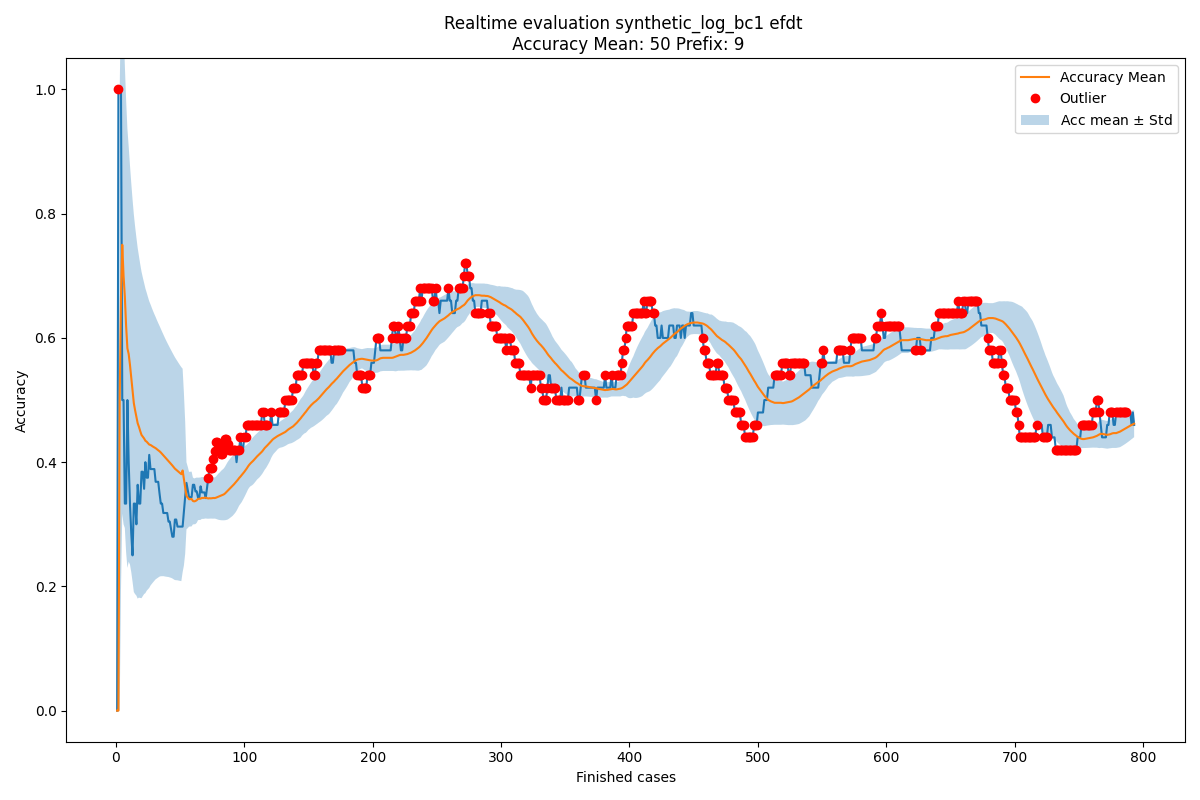 Realtime evaluation synthetic_log_bc1 efdt
Accuracy Mean: 50 Prefix: 9
Accuracy Mean
Outlier
Acc mean ± Std
Accuracy
1.0
0.8
0.6
0.4
0.2
0.0
0 100 200 300 400 500 600 700 800
Finished cases